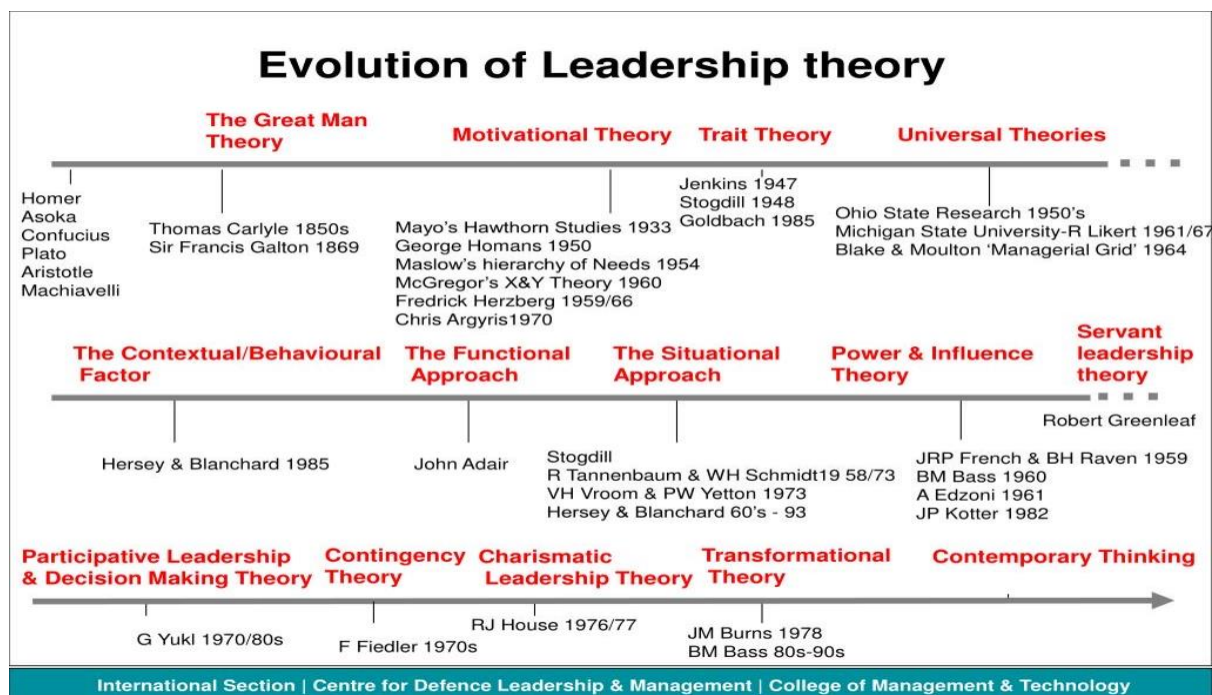 Evolution of Leadership theory
The Great Man
Theory
Motivational Theory
Trait Theory
Universal Theories
Homer
Asoka
Confucius
Plato
Aristotle
Machiavelli
Thomas Carlyle 1850s
Sir Francis Galton 1869
Mayo's Hawthorn Studies 1933
George Homans 1950
Maslow's hierarchy of Needs 1954
McGregor's X&Y Theory 1960
Fredrick Herzberg 1959/66
Chris Argyris1970
Jenkins 1947
Stogdill 1948
Goldbach 1985
Ohio State Research 1950's
Michigan State University-R Likert 1961/67
Blake & Moulton 'Managerial Grid' 1964
The Contextual/Behavioural
Factor
The Functional
Approach
The Situational
Approach
Power & Influence
Theory
Servant
leadership
theory
Hersey & Blanchard 1985
John Adair
Stogdill
R Tannenbaum & WH Schmidt19 58/73
VH Vroom & PW Yetton 1973
Hersey & Blanchard 60's - 93
JRP French & BH Raven 1959
BM Bass 1960
A Edzoni 1961
JP Kotter 1982
Robert Greenleaf
Participative Leadership
& Decision Making Theory
Contingency
Theory
Charismatic
Leadership Theory
Transformational
Theory
Contemporary Thinking
G Yukl 1970/80s
F Fiedler 1970s
RJ House 1976/77
JM Burns 1978
BM Bass 80s-90s
International Section | Centre for Defence Leadership & Management | College of Management & Technology